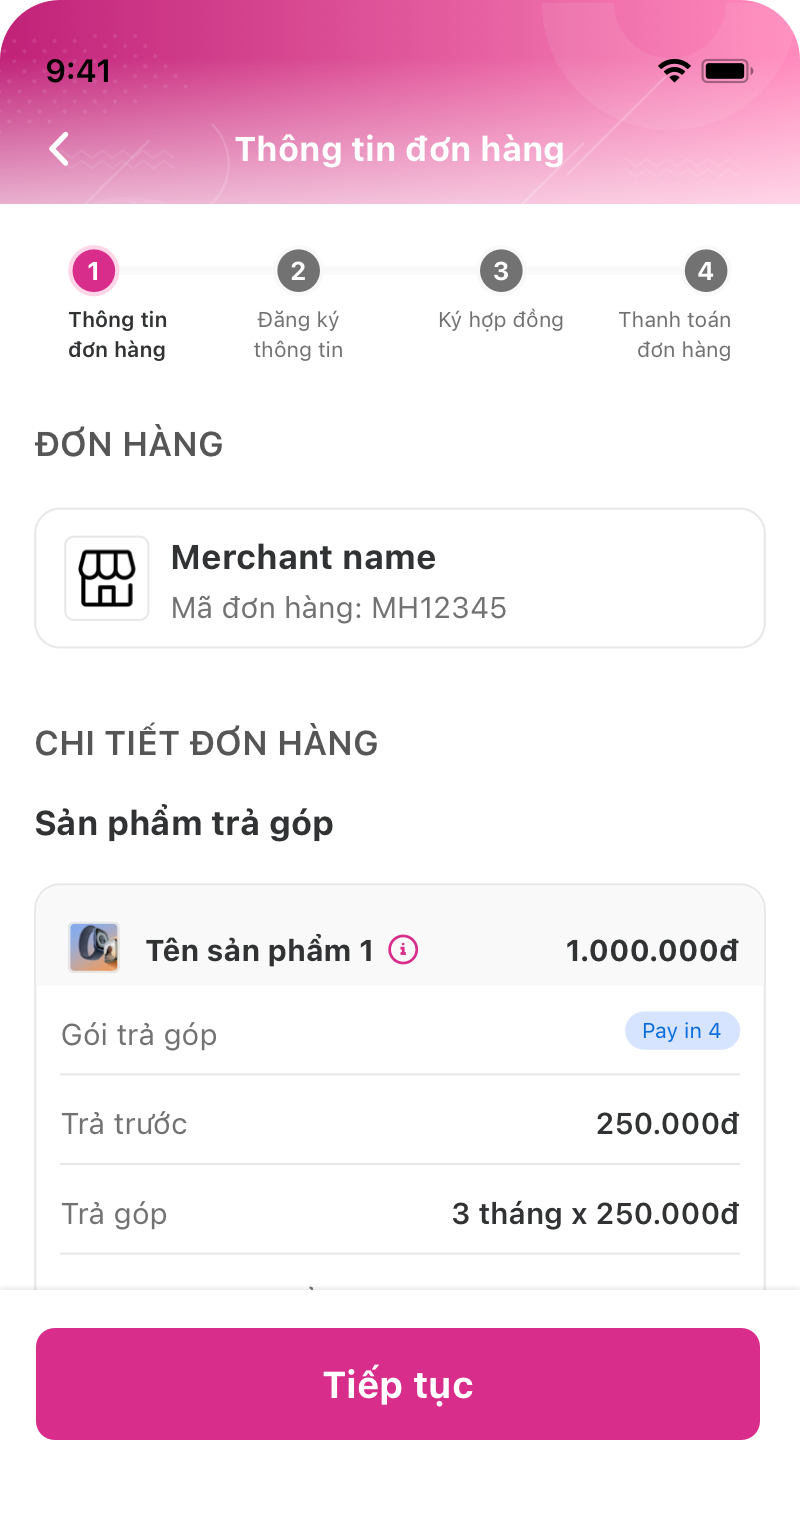 9:41
Thông tin đơn hàng
1
2
3
4
Thông tin
đơn hàng
Đăng ký
thông tin
Ký hợp đồng
Thanh toán
đơn hàng
ĐƠN HÀNG
Merchant name
Mã đơn hàng: MH12345
CHI TIẾT ĐƠN HÀNG
Sản phẩm trả góp
Tên sản phẩm 1
1.000.000đ
Gói trả góp
Pay in 4
Trả trước
250.000đ
Trả góp
3 tháng x 250.000đ
Tiếp tục